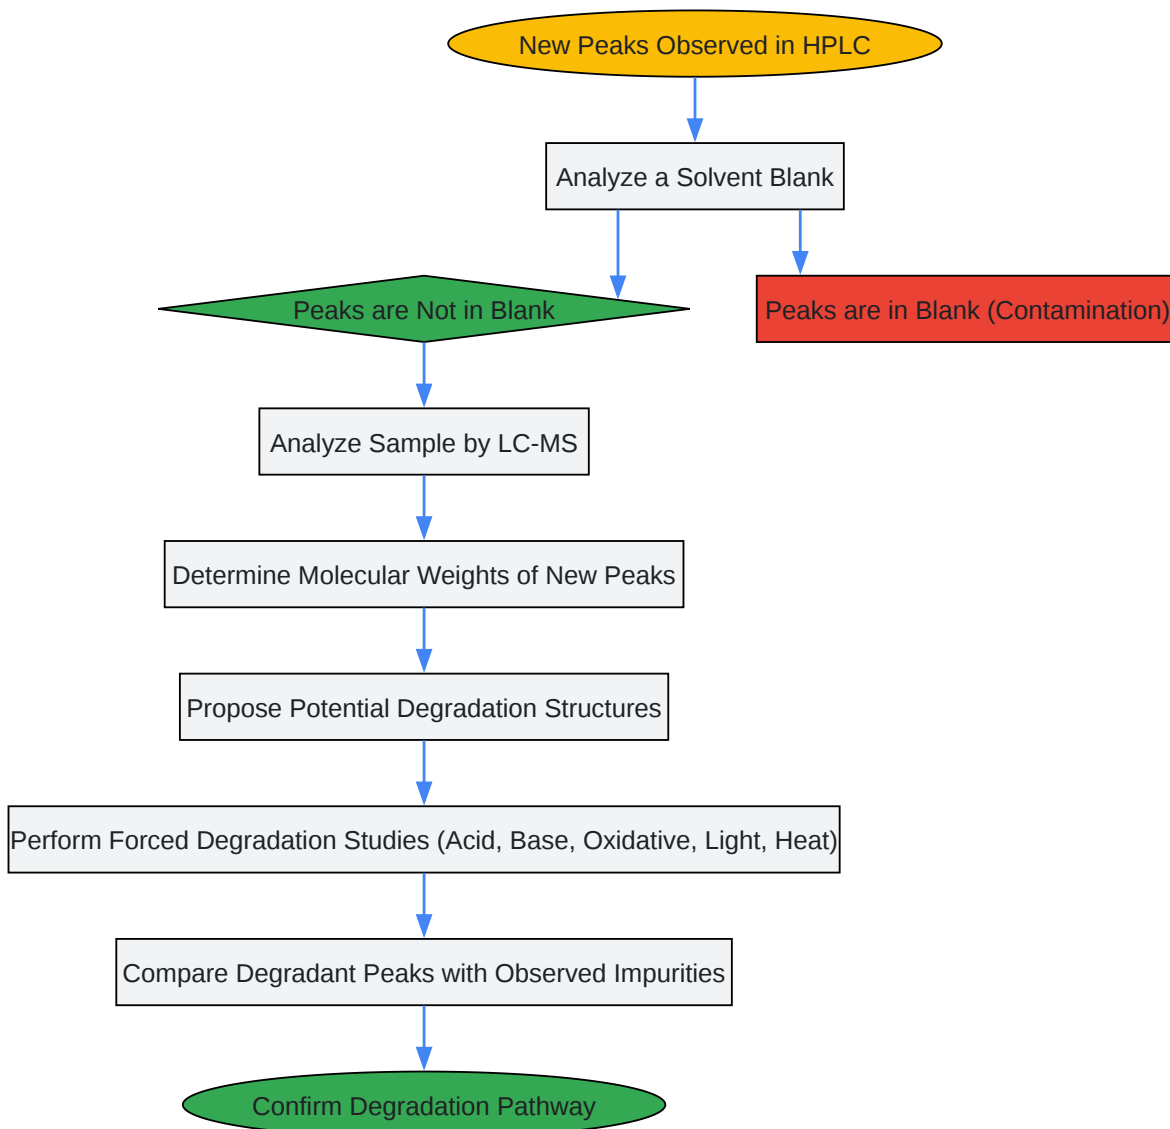 New Peaks Observed in HPLC
Analyze a Solvent Blank
Peaks are Not in Blank
Peaks are in Blank (Contamination)
Analyze Sample by LC-MS
Determine Molecular Weights of New Peaks
Propose Potential Degradation Structures
Perform Forced Degradation Studies (Acid, Base, Oxidative, Light, Heat)
Compare Degradant Peaks with Observed Impurities
Confirm Degradation Pathway